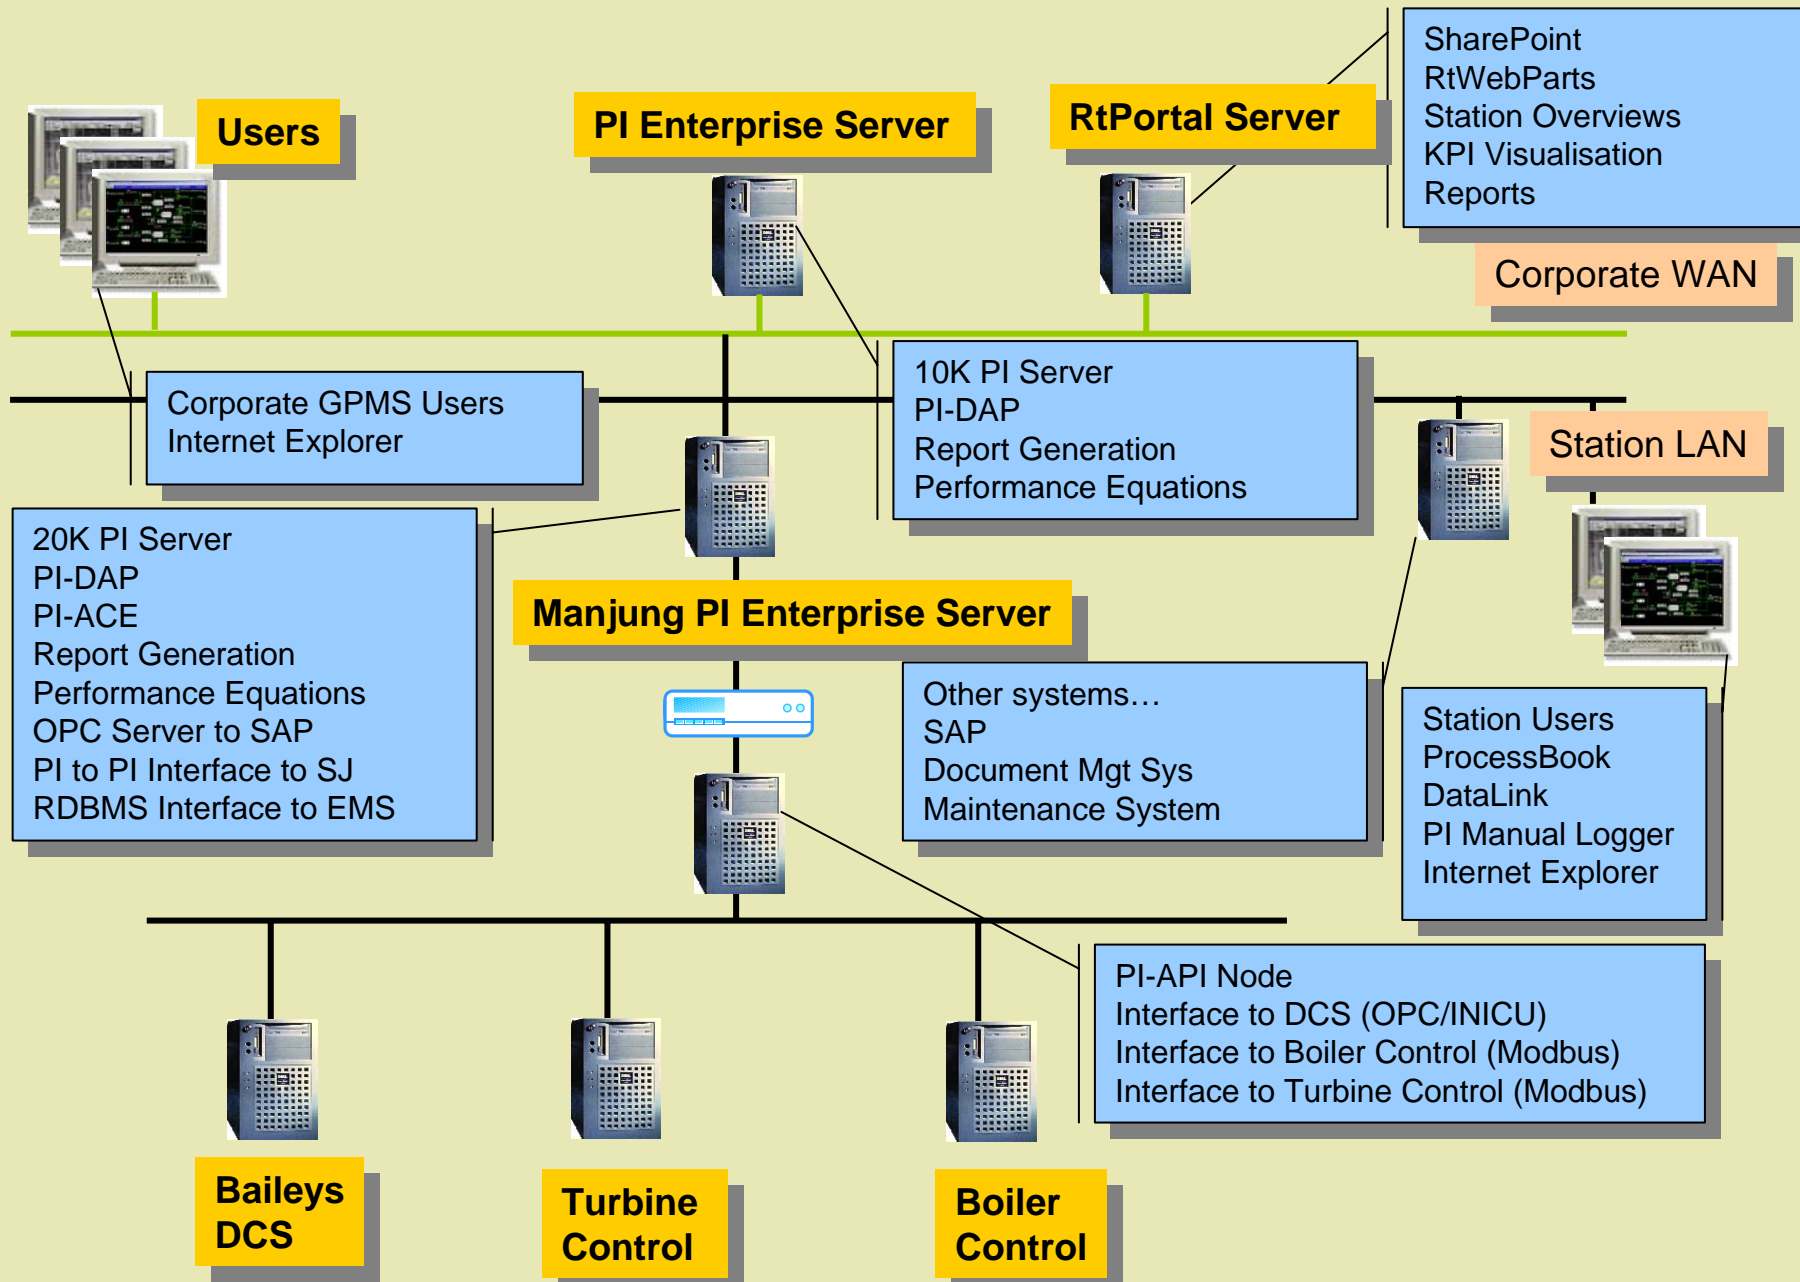 SharePoint
RtWebParts
Station Overviews
KPI Visualisation
Reports
Users
PI Enterprise Server
RtPortal Server
Corporate WAN
Corporate GPMS Users
Internet Explorer
10K PI Server
PI-DAP
Report Generation
Performance Equations
Station LAN
20K PI Server
PI-DAP
PI-ACE
Report Generation
Performance Equations
OPC Server to SAP
PI to PI Interface to SJ
RDBMS Interface to EMS
Manjung PI Enterprise Server
Other systems…
SAP
Document Mgt Sys
Maintenance System
Station Users
ProcessBook
DataLink
PI Manual Logger
Internet Explorer
PI-API Node
Interface to DCS (OPC/INICU)
Interface to Boiler Control (Modbus)
Interface to Turbine Control (Modbus)
Baileys
DCS
Turbine
Control
Boiler
Control